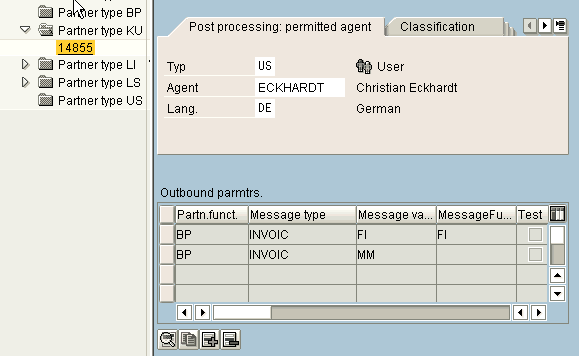 Partner type BP
Partner type KU
14855
Partner type LI
Partner type LS
Partner type US
Post processing: permitted agent Classification
Typ US User
Agent ECKHARDT Christian Eckhardt
Lang. DE German
Outbound parmtrs.
Partn.funct. Message type Message va... MessageFu... Test
BP INVOIC FI FI
BP INVOIC MM